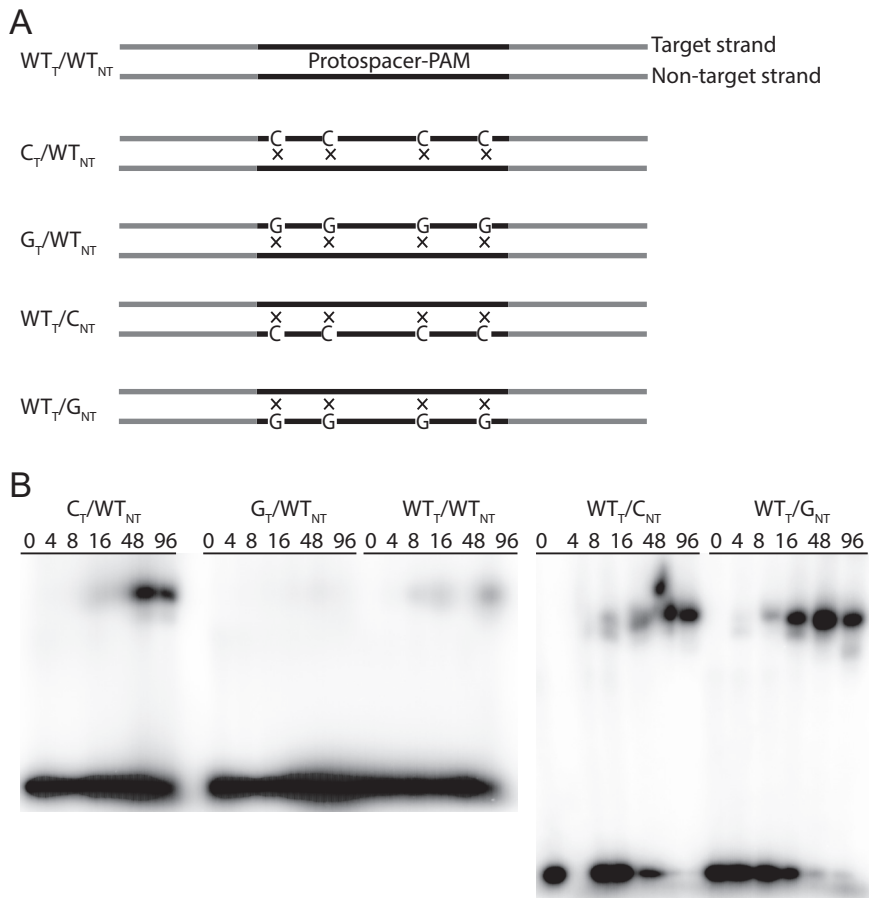 A
WT_T/WT_NT
Target strand
Protospacer-PAM
Non-target strand
C_T/WT_NT
C C C C
× × × ×
G_T/WT_NT
G G G G
× × × ×
WT_T/C_NT
× × × ×
C C C C
WT_T/G_NT
× × × ×
G G G G
B
C_T/WT_NT G_T/WT_NT WT_T/WT_NT WT_T/C_NT WT_T/G_NT
0 4 8 16 48 96 0 4 8 16 48 96 0 4 8 16 48 96 0 4 8 16 48 96 0 4 8 16 48 96